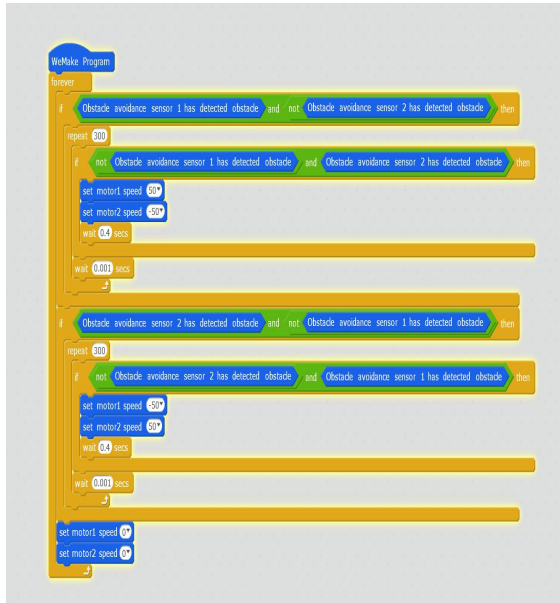 WeMake Program
forever
if Obstacle avoidance sensor 1 has detected obstacle and not Obstacle avoidance sensor 2 has detected obstacle then
repeat 300
if not Obstacle avoidance sensor 1 has detected obstacle and Obstacle avoidance sensor 2 has detected obstacle then
set motor1 speed 50
set motor2 speed -50
wait 0.4 secs
wait 0.001 secs
if Obstacle avoidance sensor 2 has detected obstacle and not Obstacle avoidance sensor 1 has detected obstacle then
repeat 300
if not Obstacle avoidance sensor 2 has detected obstacle and Obstacle avoidance sensor 1 has detected obstacle then
set motor1 speed -50
set motor2 speed 50
wait 0.4 secs
wait 0.001 secs
set motor1 speed 0
set motor2 speed 0